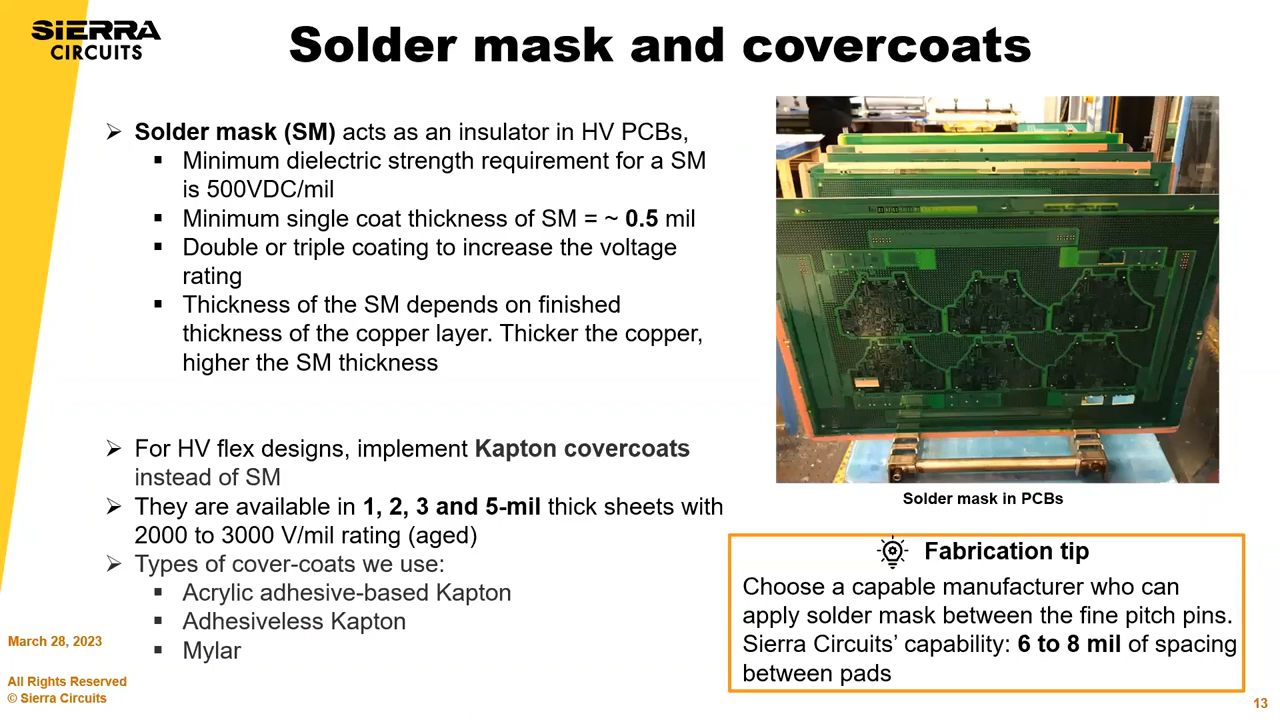 SIERRA
CIRCUITS
Solder mask and covercoats
➢ Solder mask (SM) acts as an insulator in HV PCBs,
▪ Minimum dielectric strength requirement for a SM
is 500VDC/mil
▪ Minimum single coat thickness of SM = ~ 0.5 mil
▪ Double or triple coating to increase the voltage
rating
▪ Thickness of the SM depends on finished
thickness of the copper layer. Thicker the copper,
higher the SM thickness
➢ For HV flex designs, implement Kapton covercoats
instead of SM
➢ They are available in 1, 2, 3 and 5-mil thick sheets with
2000 to 3000 V/mil rating (aged)
➢ Types of cover-coats we use:
▪ Acrylic adhesive-based Kapton
▪ Adhesiveless Kapton
▪ Mylar
Solder mask in PCBs
Fabrication tip
Choose a capable manufacturer who can
apply solder mask between the fine pitch pins.
Sierra Circuits’ capability: 6 to 8 mil of spacing
between pads
March 28, 2023
All Rights Reserved
© Sierra Circuits
13